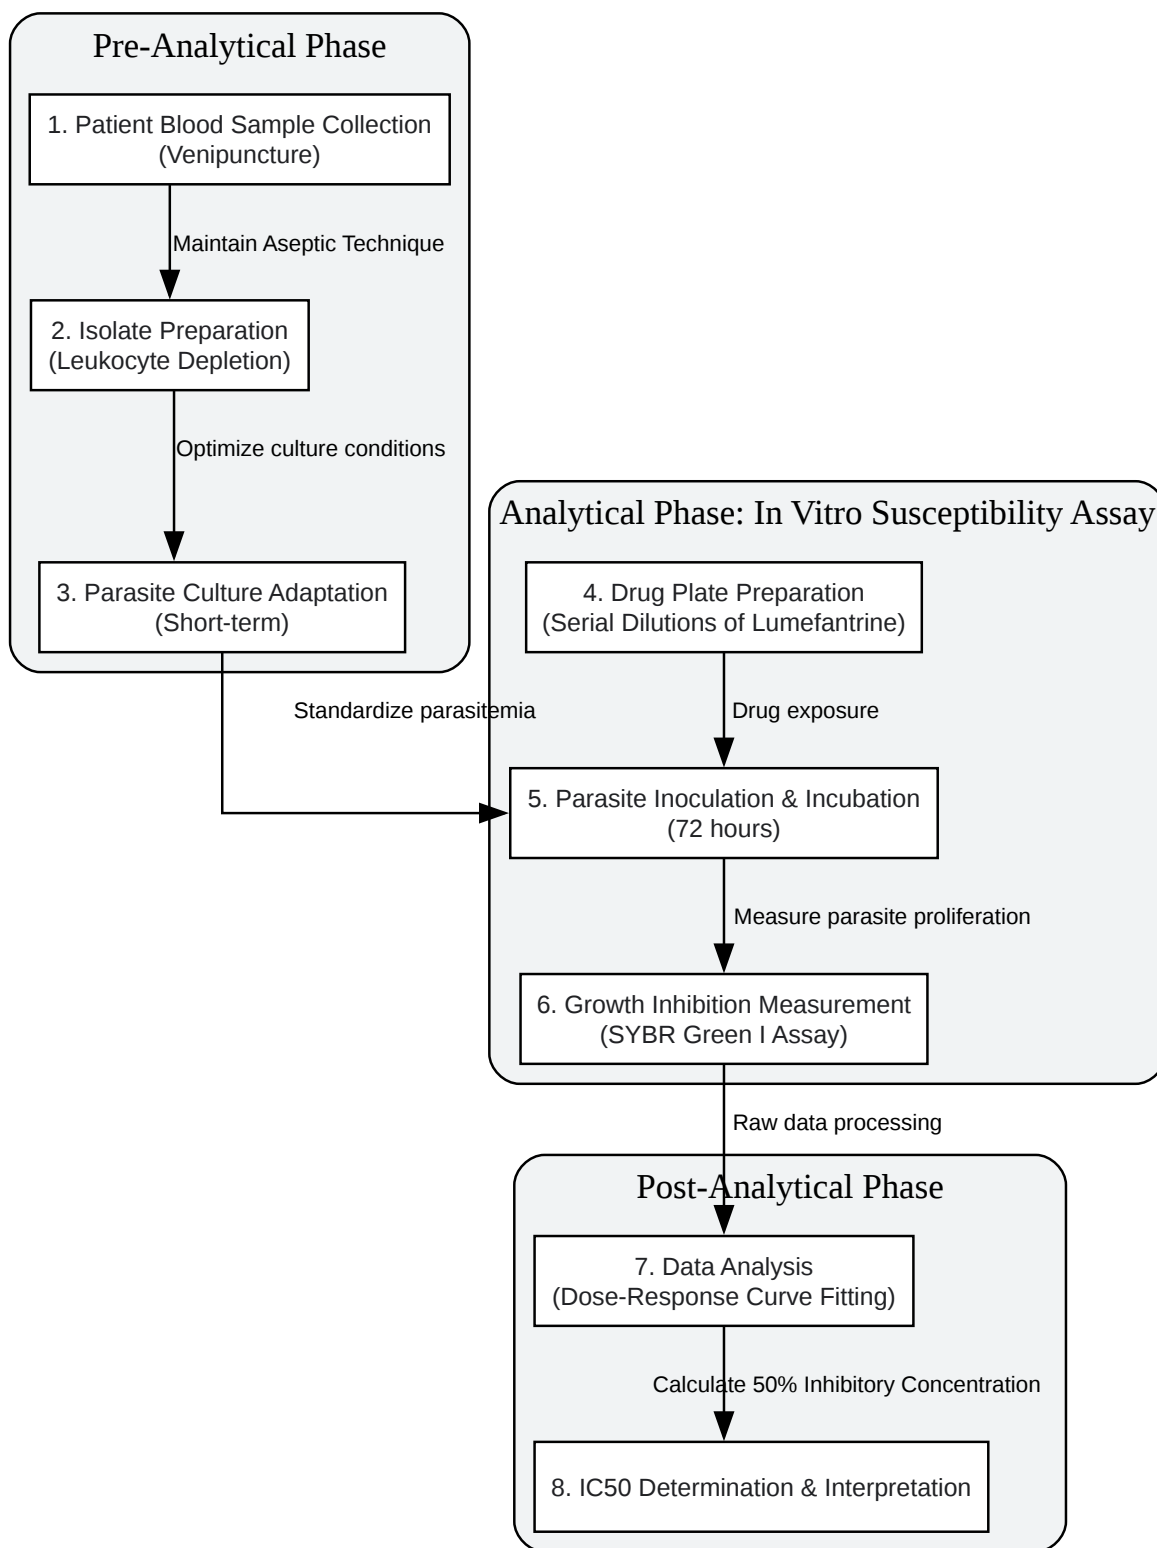 Pre-Analytical Phase
1. Patient Blood Sample Collection
(Venipuncture)
Maintain Aseptic Technique
2. Isolate Preparation
(Leukocyte Depletion)
Optimize culture conditions
3. Parasite Culture Adaptation
(Short-term)
Standardize parasitemia
Analytical Phase: In Vitro Susceptibility Assay
4. Drug Plate Preparation
(Serial Dilutions of Lumefantrine)
Drug exposure
5. Parasite Inoculation & Incubation
(72 hours)
Measure parasite proliferation
6. Growth Inhibition Measurement
(SYBR Green I Assay)
Raw data processing
Post-Analytical Phase
7. Data Analysis
(Dose-Response Curve Fitting)
Calculate 50% Inhibitory Concentration
8. IC50 Determination & Interpretation